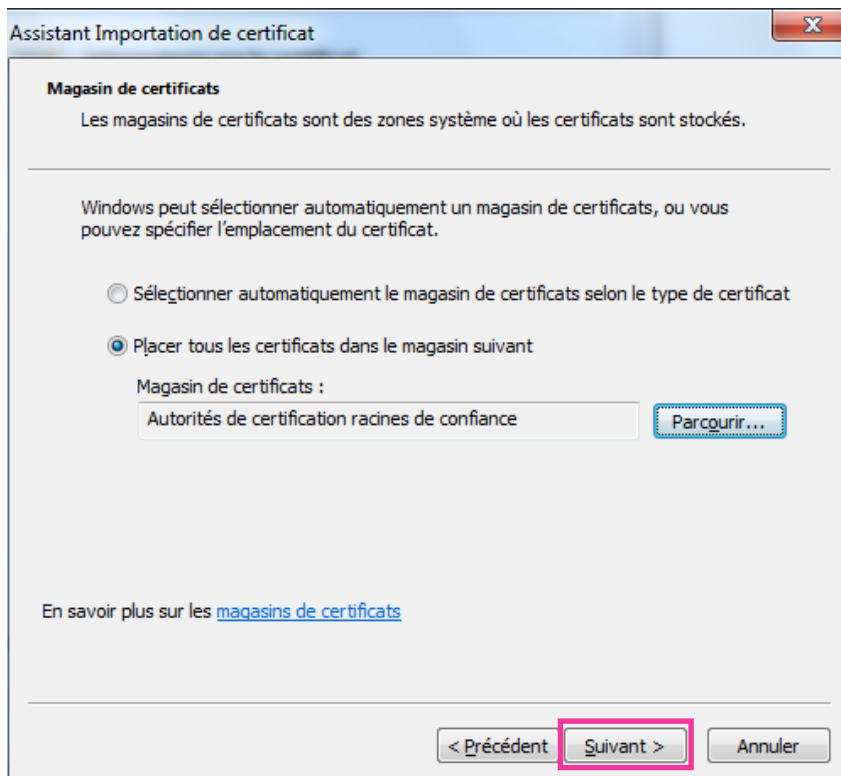 Assistant Importation de certificat
Magasin de certificats
Les magasins de certificats sont des zones système où les certificats sont stockés.
Windows peut sélectionner automatiquement un magasin de certificats, ou vous
pouvez spécifier l'emplacement du certificat.
Sélectionner automatiquement le magasin de certificats selon le type de certificat
Placer tous les certificats dans le magasin suivant
Magasin de certificats :
Autorités de certification racines de confiance
Parcourir...
En savoir plus sur les magasins de certificats
< Précédent
Suivant >
Annuler